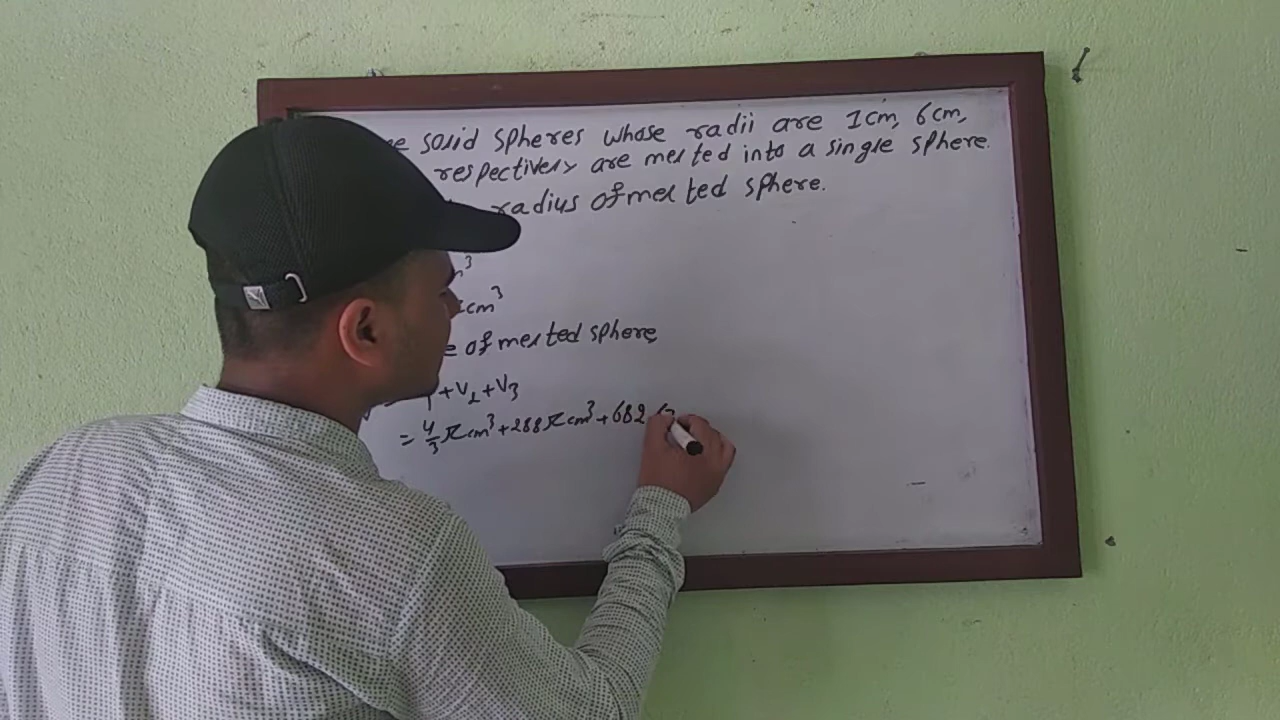 solid spheres whose radii are 1cm, 6cm,
respectively are melted into a single sphere.
radius of melted sphere.
cm³
of melted sphere
+V₂+V₃
= 4/3 πcm³+288πcm³+682